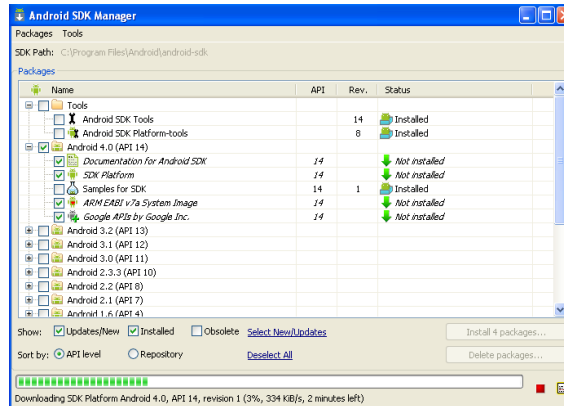 Android SDK Manager
Packages Tools
SDK Path: C:\Program Files\Android\android-sdk
Packages
Name API Rev. Status
Tools
Android SDK Tools 14 Installed
Android SDK Platform-tools 8 Installed
Android 4.0 (API 14)
Documentation for Android SDK 14 Not installed
SDK Platform 14 Not installed
Samples for SDK 14 1 Installed
ARM EABI v7a System Image 14 Not installed
Google APIs by Google Inc. 14 Not installed
Android 3.2 (API 13)
Android 3.1 (API 12)
Android 3.0 (API 11)
Android 2.3.3 (API 10)
Android 2.2 (API 8)
Android 2.1 (API 7)
Android 1.6 (API 4)
Show: Updates/New Installed Obsolete Select New/Updates Install 4 packages...
Sort by: API level Repository Deselect All Delete packages...
Downloading SDK Platform Android 4.0, API 14, revision 1 (3%, 334 KiB/s, 2 minutes left)